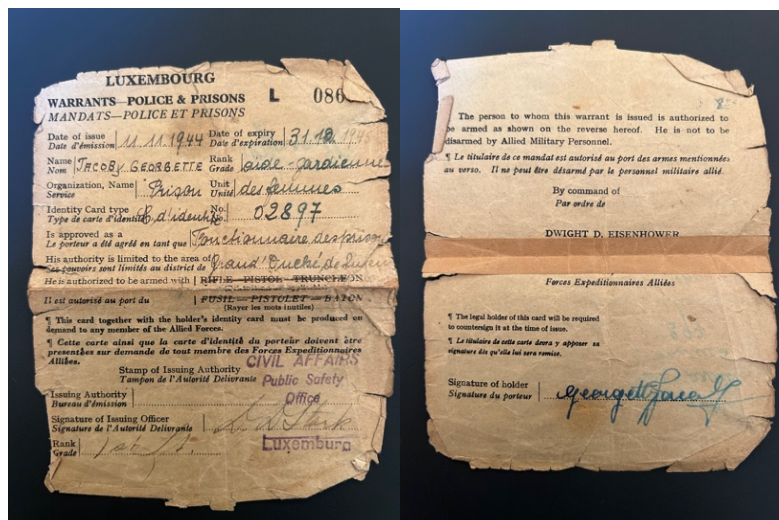 LUXEMBOURG
WARRANTS—POLICE & PRISONS L 086
MANDATS—POLICE ET PRISONS
Date of issue 11.11.1944 Date of expiry 31.12.1945
Date d'émission Date d'expiration
Name JACOBY GEORGETTE Rank aide-gardienne
Nom Grade
Organization, Name Prison Unit des femmes
Service Unité
Identity Card type C. d'identité No. 02897
Type de carte d'identité No.
Is approved as a Fonctionnaire des prisons
Le porteur a été agréé en tant que
His authority is limited to the area of Grand'Duché de
Ses pouvoirs sont limités au district de
He is authorized to be armed with RIFLE—PISTOL—TRUNCHEON
Il est autorisé au port du FUSIL—PISTOLET—BATON
(Rayer les mots inutiles)
¶ This card together with the holder's identity card must be produced on
demand to any member of the Allied Forces.
¶ Cette carte ainsi que la carte d'identité du porteur doivent être
presentées sur demande de tout membre des Forces Expeditionnaires
Alliées.
Stamp of Issuing Authority CIVIL AFFAIRS
Tampon de l'Autorité Delivrante Public Safety
Issuing Authority Office
Bureau d'émission
Signature of Issuing Officer
Signature de l'Autorité Delivrante
Luxemburg
Rank 1st Lt
Grade
The person to whom this warrant is issued is authorized to
be armed as shown on the reverse hereof. He is not to be
disarmed by Allied Military Personnel.
¶ Le titulaire de ce mandat est autorisé au port des armes mentionnées
au verso. Il ne peut être désarmé par le personnel militaire allié.
By command of
Par ordre de
DWIGHT D. EISENHOWER
Forces Expeditionnaires Alliées
¶ The legal holder of this card will be required
to countersign it at the time of issue.
¶ Le titulaire de cette carte devra y apposer sa
signature dès qu'elle lui sera remise.
Signature of holder Georgette Jacoby
Signature du porteur